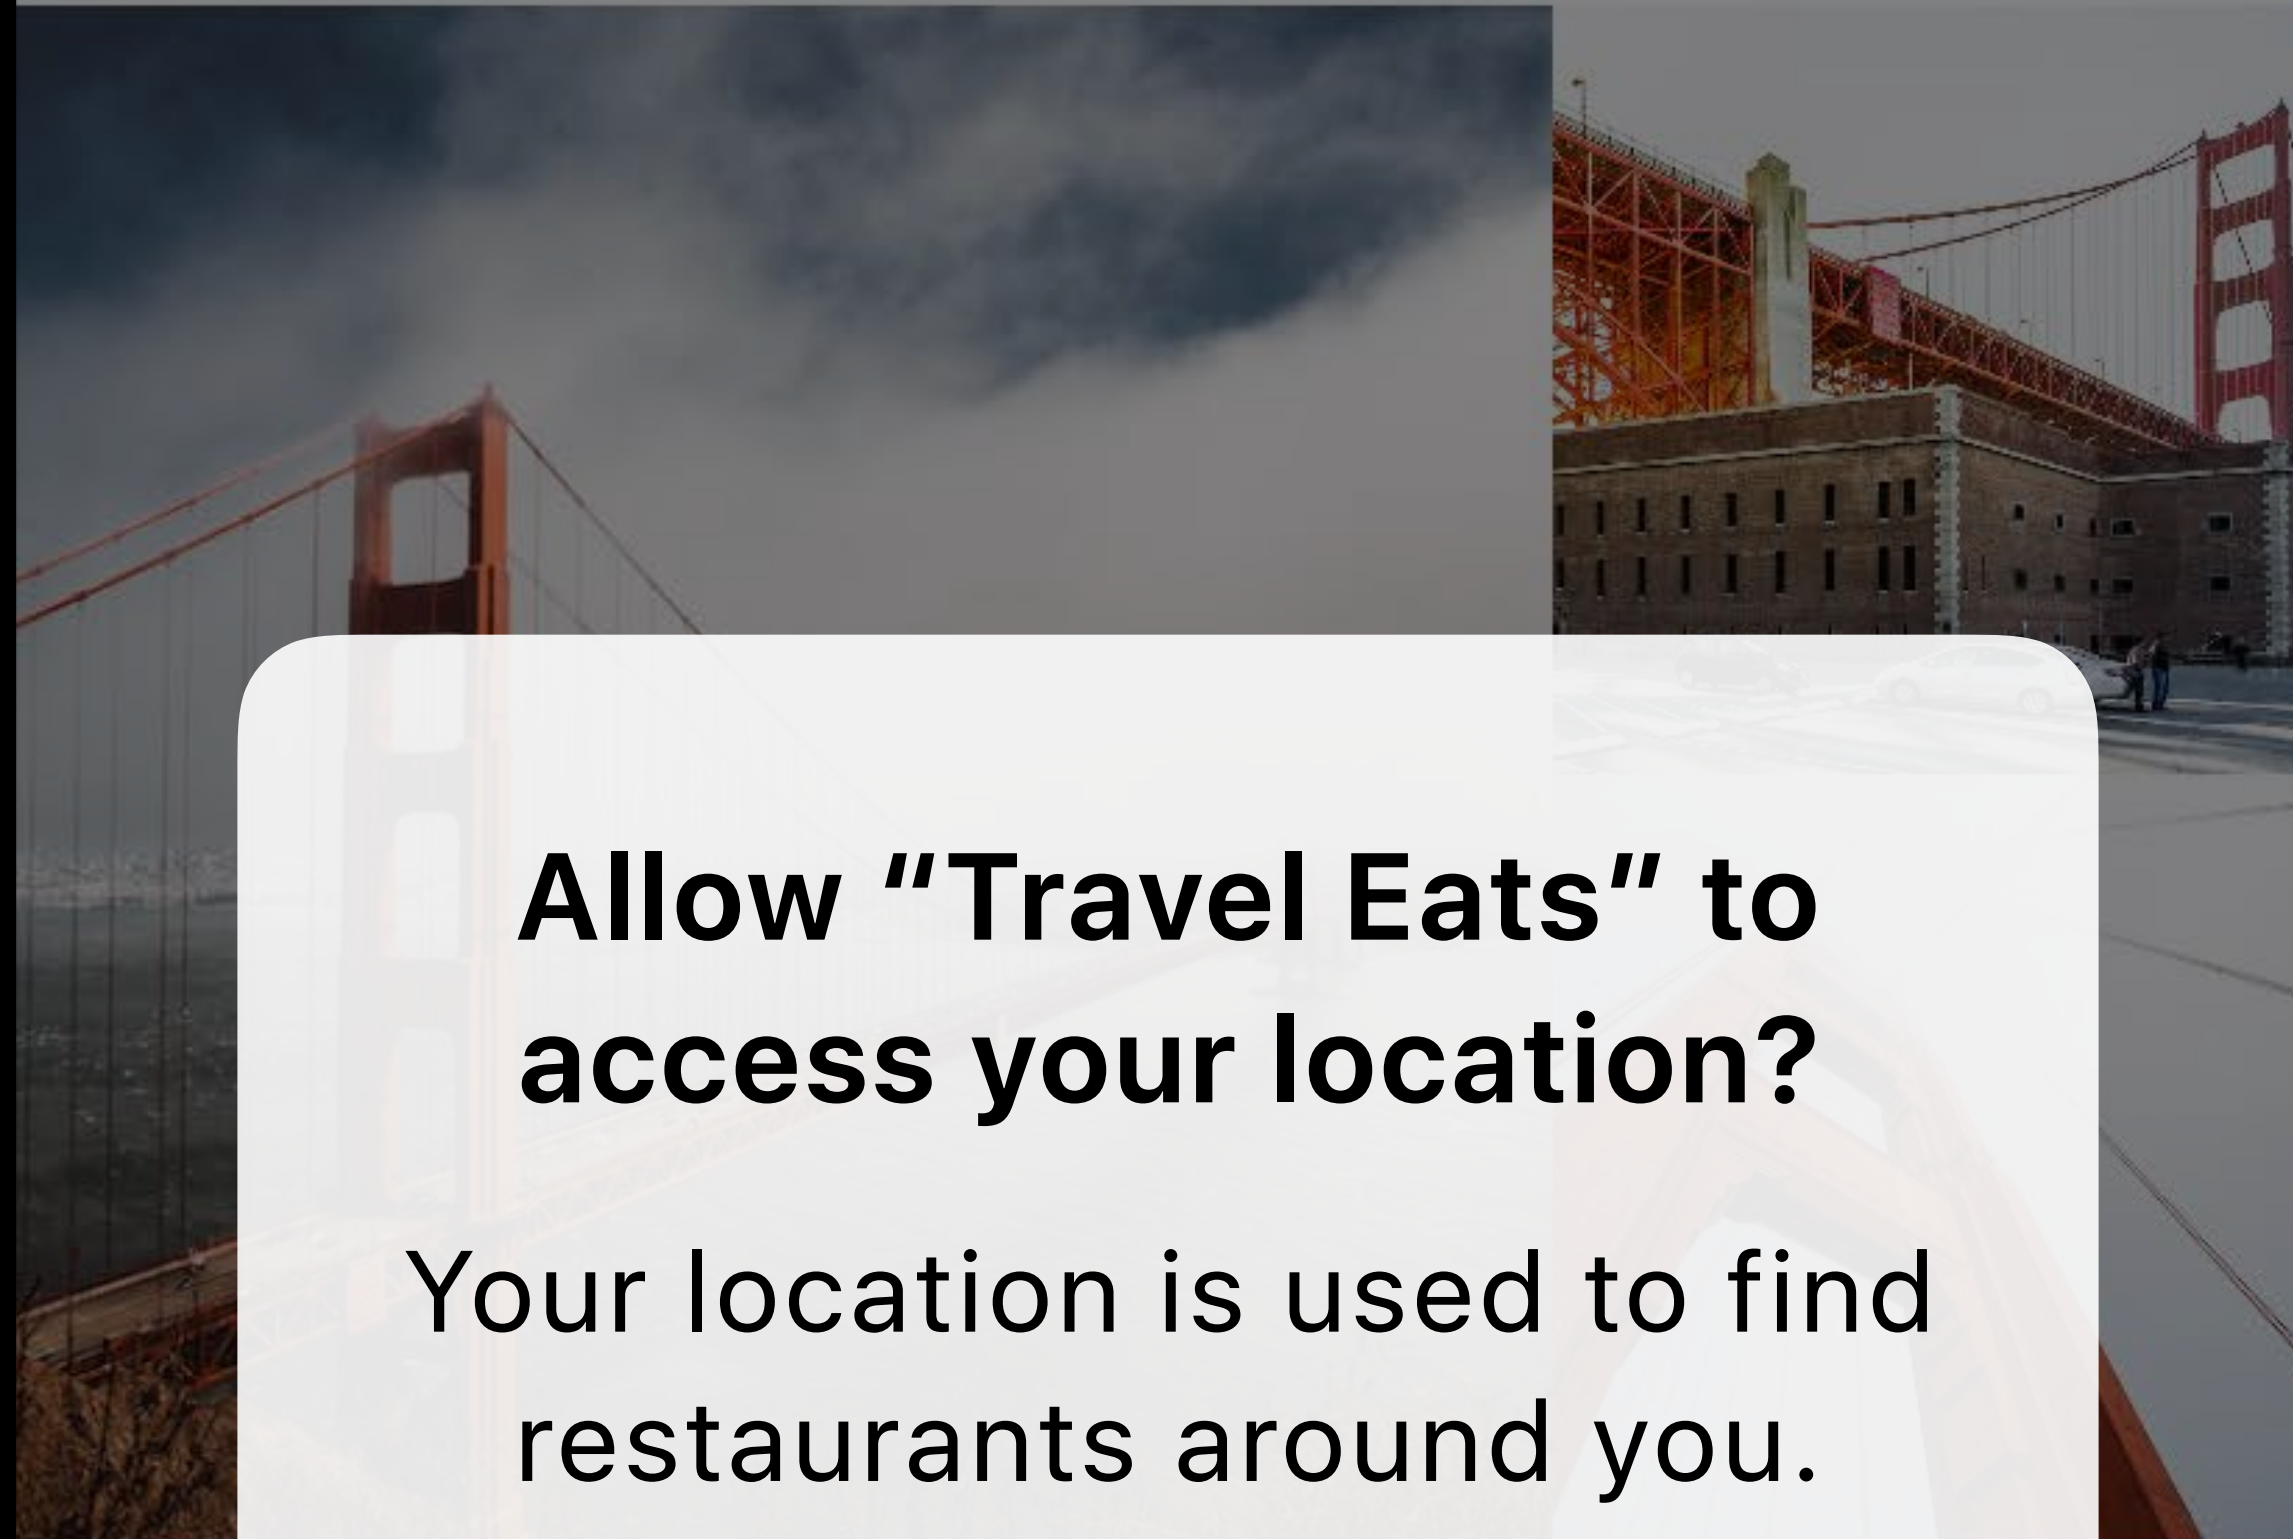 Allow “Travel Eats” to
access your location?
Your location is used to find
restaurants around you.